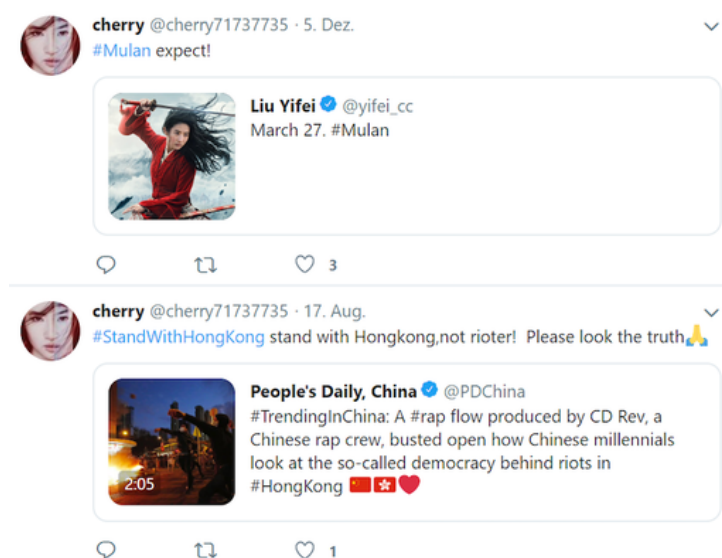 cherry @cherry71737735 · 5. Dez.
#Mulan expect!
Liu Yifei @yifei_cc
March 27. #Mulan
3
cherry @cherry71737735 · 17. Aug.
#StandWithHongKong stand with Hongkong,not rioter! Please look the truth🙏
People's Daily, China @PDChina
#TrendingInChina: A #rap flow produced by CD Rev, a
Chinese rap crew, busted open how Chinese millennials
look at the so-called democracy behind riots in
#HongKong 🇨🇳🇭🇰❤️
2:05
1